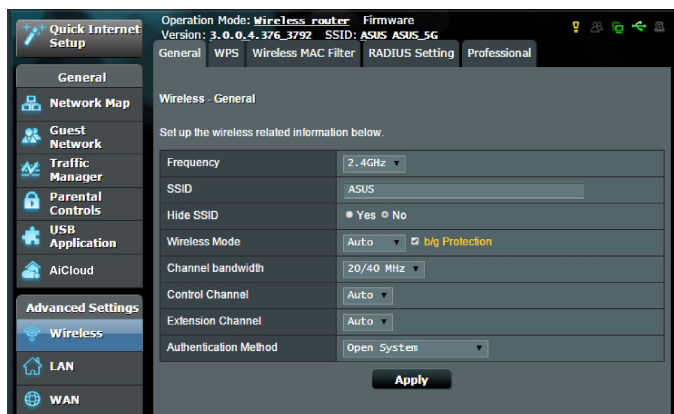 Quick Internet
Setup
Operation Mode: Wireless router Firmware
Version: 3.0.0.4.376_3792 SSID: ASUS ASUS_5G
General WPS Wireless MAC Filter RADIUS Setting Professional
General
Network Map
Guest
Network
Traffic
Manager
Parental
Controls
USB
Application
AiCloud
Advanced Settings
Wireless
LAN
WAN
Wireless - General
Set up the wireless related information below.
Frequency 2.4GHz
SSID ASUS
Hide SSID Yes No
Wireless Mode Auto b/g Protection
Channel bandwidth 20/40 MHz
Control Channel Auto
Extension Channel Auto
Authentication Method Open System
Apply